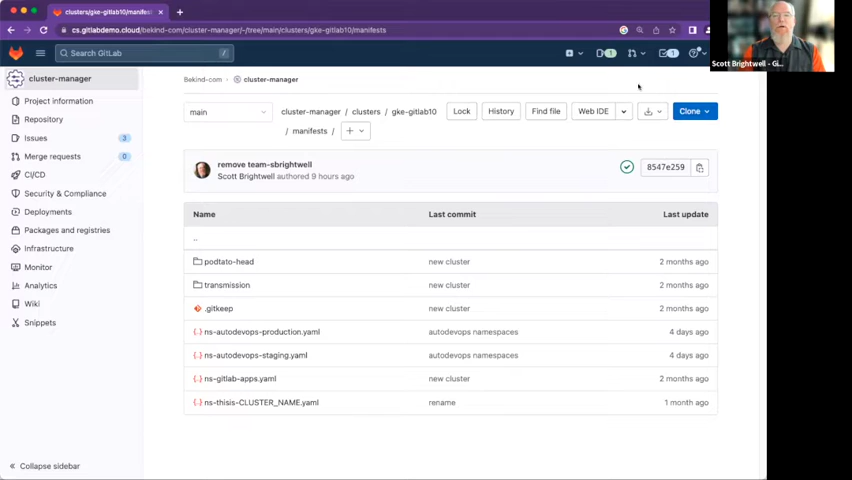 clusters/gke-gitlab10/manifest
cs.gitlabdemo.cloud/bekind-com/cluster-manager/-/tree/main/clusters/gke-gitlab10/manifests
Search GitLab
/
1
1
Scott Brightwell - Gi...
cluster-manager
Project information
Repository
Issues
3
Merge requests
0
CI/CD
Security & Compliance
Deployments
Packages and registries
Infrastructure
Monitor
Analytics
Wiki
Snippets
Collapse sidebar
Bekind-com > cluster-manager
main
cluster-manager / clusters / gke-gitlab10
/ manifests /
Lock
History
Find file
Web IDE
Clone
remove team-sbrightwell
Scott Brightwell authored 9 hours ago
8547e259
Name Last commit Last update
..
podtato-head new cluster 2 months ago
transmission new cluster 2 months ago
.gitkeep new cluster 2 months ago
ns-autodevops-production.yaml autodevops namespaces 4 days ago
ns-autodevops-staging.yaml autodevops namespaces 4 days ago
ns-gitlab-apps.yaml new cluster 2 months ago
ns-thisis-CLUSTER_NAME.yaml rename 1 month ago